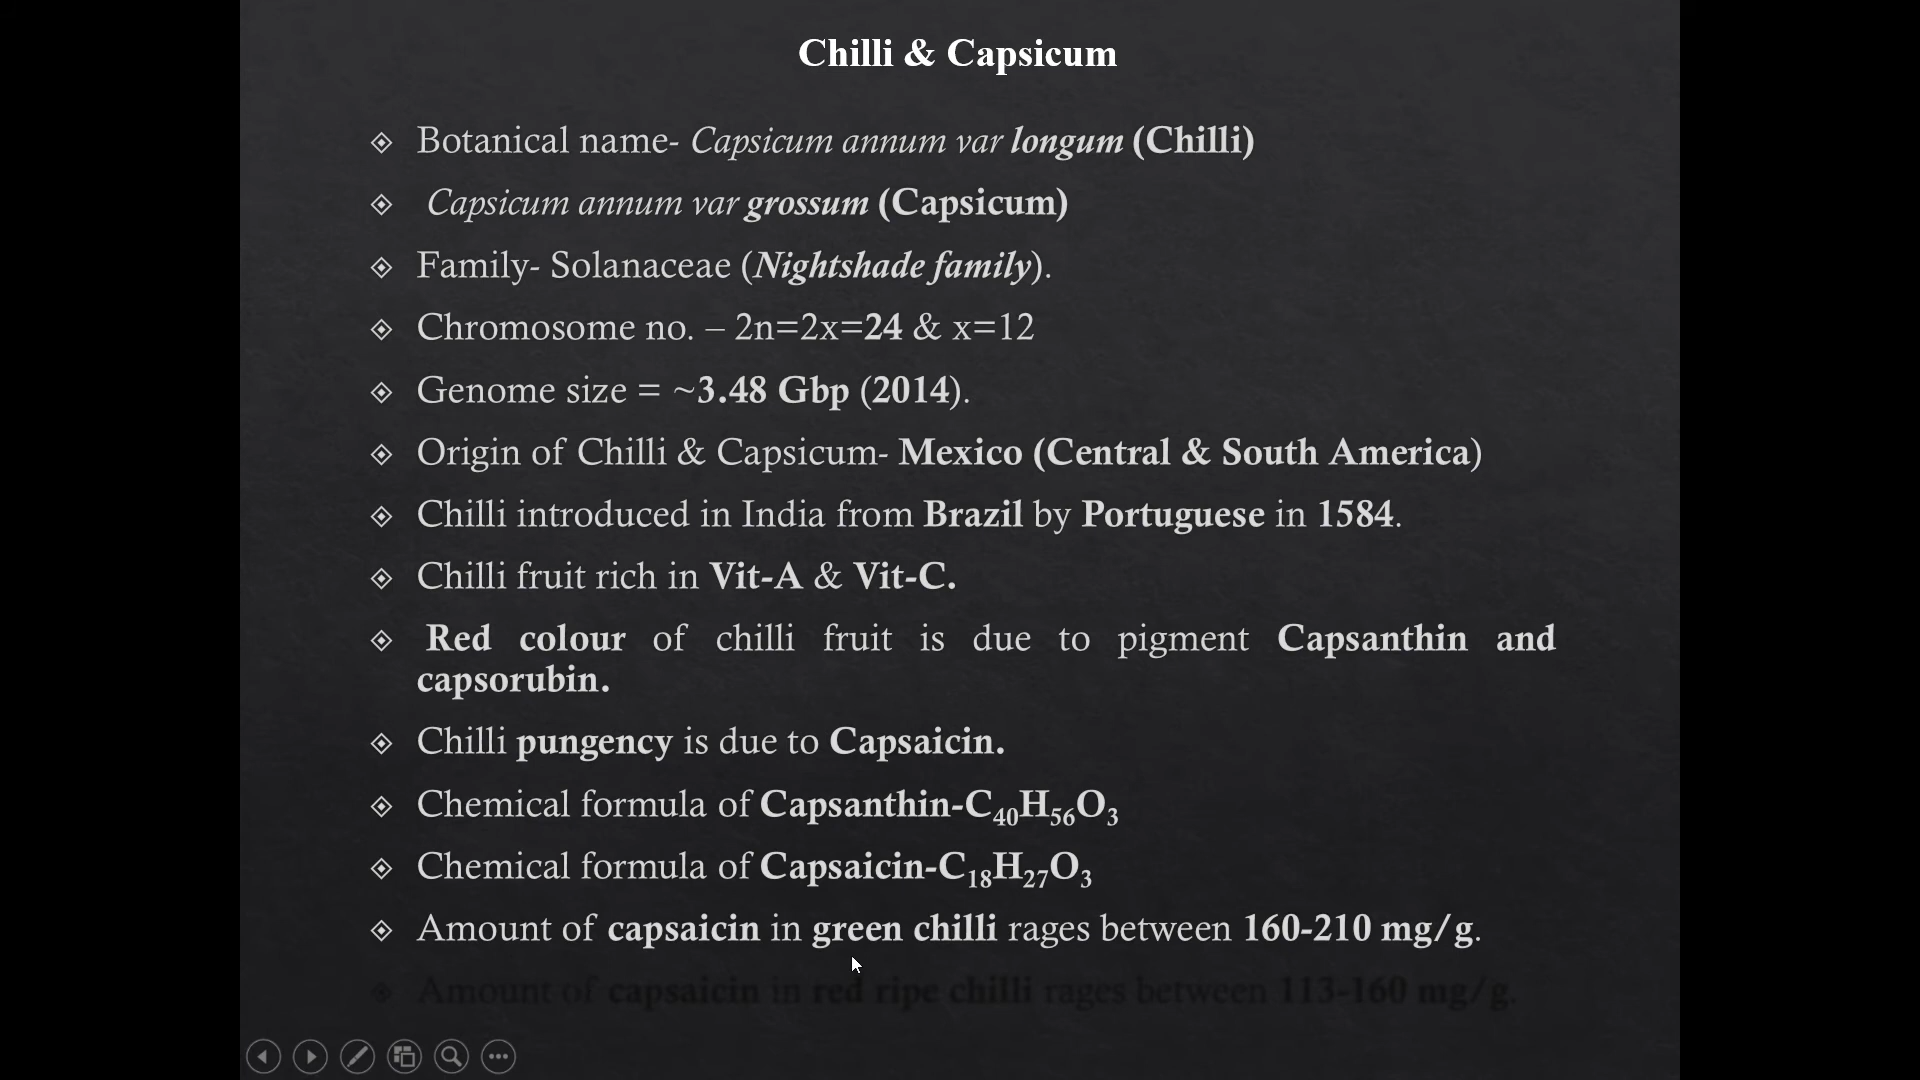 Chilli & Capsicum
Botanical name- Capsicum annum var longum (Chilli)
Capsicum annum var grossum (Capsicum)
Family- Solanaceae (Nightshade family).
Chromosome no. – 2n=2x=24 & x=12
Genome size = ~3.48 Gbp (2014).
Origin of Chilli & Capsicum- Mexico (Central & South America)
Chilli introduced in India from Brazil by Portuguese in 1584.
Chilli fruit rich in Vit-A & Vit-C.
Red colour of chilli fruit is due to pigment Capsanthin and
capsorubin.
Chilli pungency is due to Capsaicin.
Chemical formula of Capsanthin-C₄₀H₅₆O₃
Chemical formula of Capsaicin-C₁₈H₂₇O₃
Amount of capsaicin in green chilli rages between 160-210 mg/g.
Amount of capsaicin in red ripe chilli rages between 113-160 mg/g.